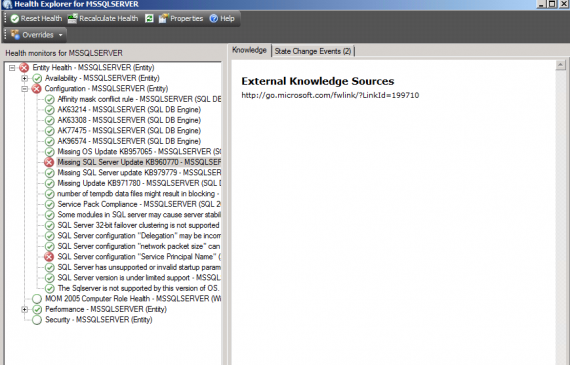 Health Explorer for MSSQLSERVER
Reset Health Recalculate Health Properties Help
Overrides
Health monitors for MSSQLSERVER
Entity Health - MSSQLSERVER (Entity)
Availability - MSSQLSERVER (Entity)
Configuration - MSSQLSERVER (Entity)
Affinity mask conflict rule - MSSQLSERVER (SQL DB
AK63214 - MSSQLSERVER (SQL DB Engine)
AK63308 - MSSQLSERVER (SQL DB Engine)
AK77475 - MSSQLSERVER (SQL DB Engine)
AK96574 - MSSQLSERVER (SQL DB Engine)
Missing OS Update KB957065 - MSSQLSERVER (
Missing SQL Server Update KB960770 - MSSQLSER
Missing SQL Server update KB979779 - MSSQLSER
Missing Update KB971780 - MSSQLSERVER (SQL D
number of tempdb data files might result in blocking -
Service Pack Compliance - MSSQLSERVER (SQL 20
Some modules in SQL server may cause server stabil
SQL Server 32-bit failover clustering is not supported
SQL Server configuration "Delegation" may be incorr
SQL Server configuration "network packet size" can
SQL Server configuration "Service Principal Name" (
SQL Server has unsupported or invalid startup param
SQL Server version is under limited support - MSSQL
The Sqlserver is not supported by this version of OS.
MOM 2005 Computer Role Health - MSSQLSERVER (Wi
Performance - MSSQLSERVER (Entity)
Security - MSSQLSERVER (Entity)
Knowledge State Change Events (2)
External Knowledge Sources
http://go.microsoft.com/fwlink/?LinkId=199710